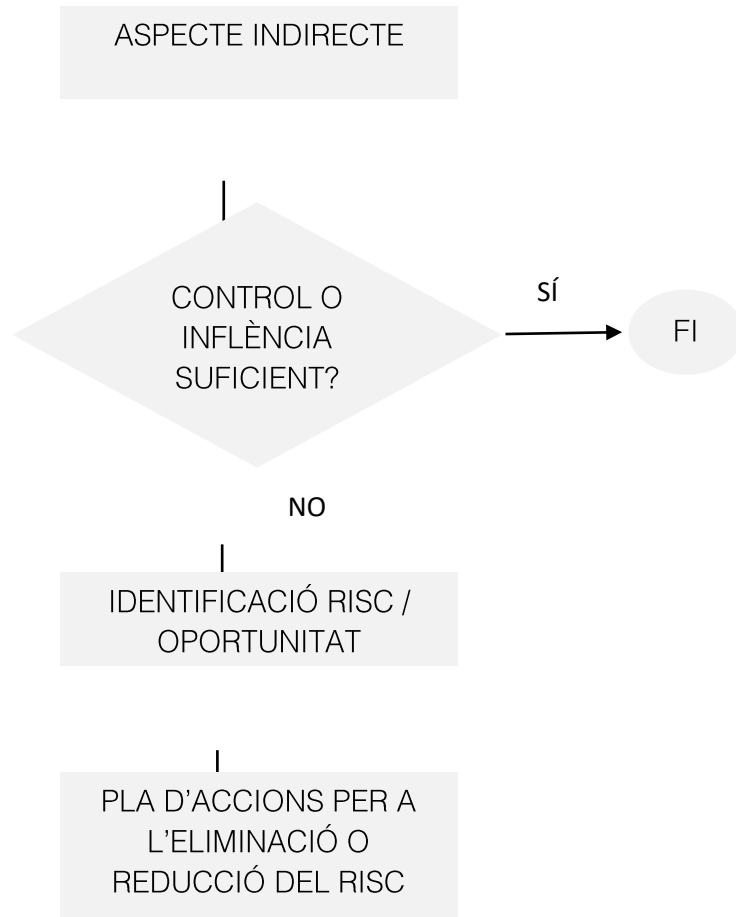 ASPECTE INDIRECTE
CONTROL O
INFLÈNCIA
SUFICIENT?
SÍ
FI
NO
IDENTIFICACIÓ RISC /
OPORTUNITAT
PLA D’ACCIONS PER A
L’ELIMINACIÓ O
REDUCCIÓ DEL RISC